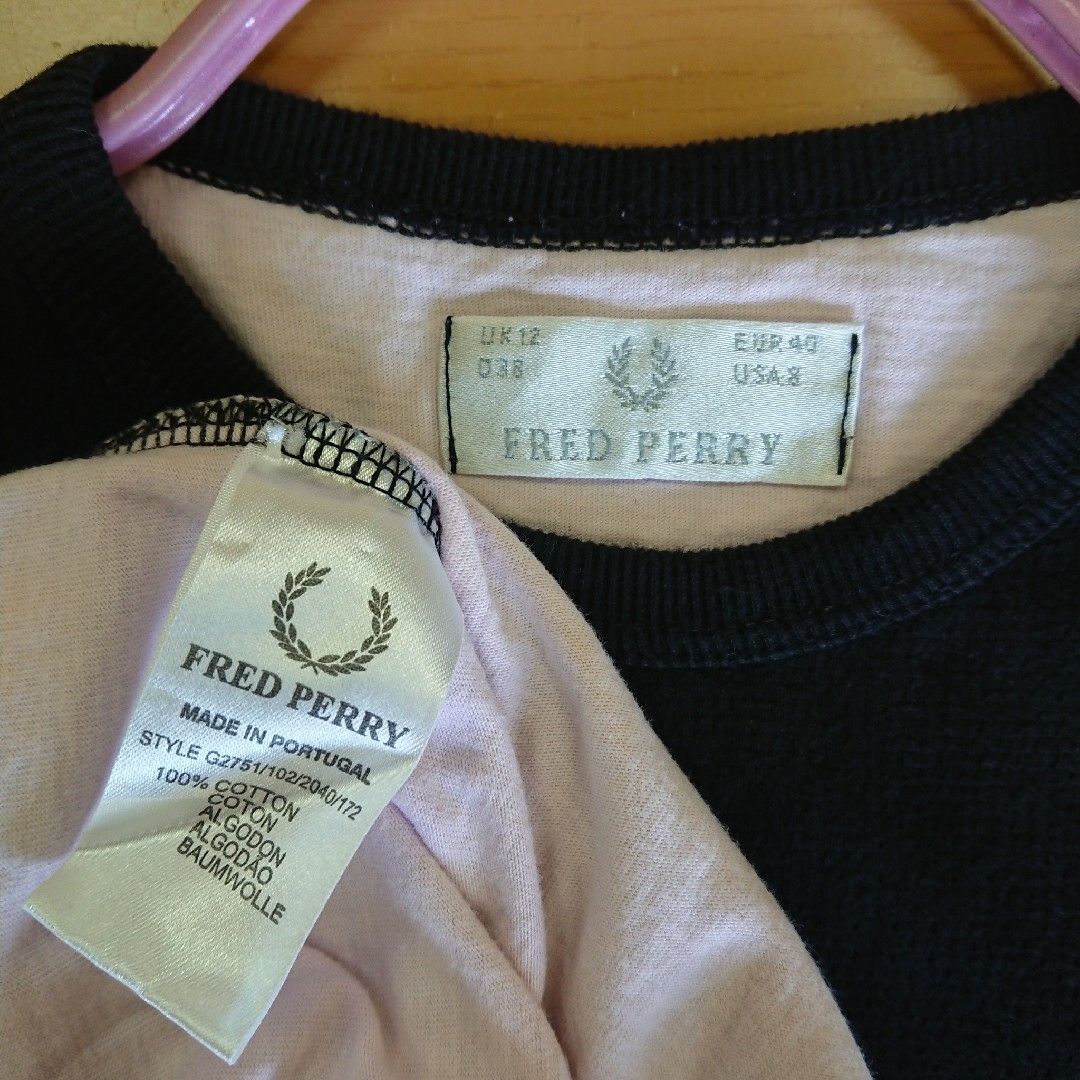 UK 12
EUR 40
D 38
USA 8
FRED PERRY
FRED PERRY
MADE IN PORTUGAL
STYLE G2751/102/2040/172
100% COTTON
COTON
ALGODON
ALGODÃO
BAUMWOLLE